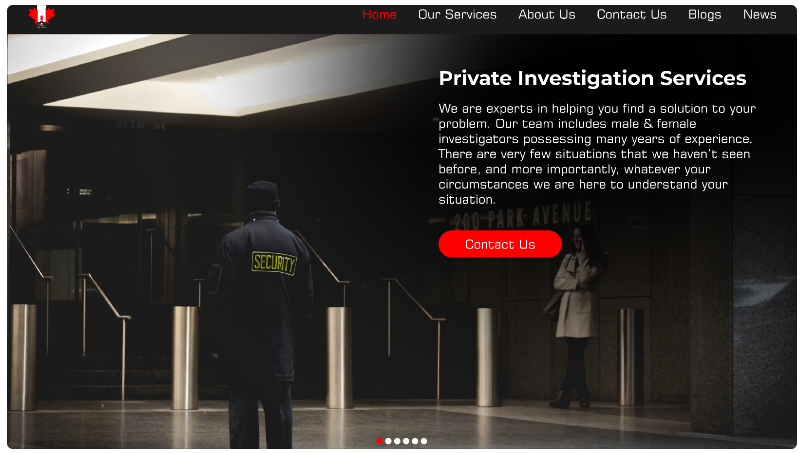 Home Our Services About Us Contact Us Blogs News
Private Investigation Services
We are experts in helping you find a solution to your
problem. Our team includes male & female
investigators possessing many years of experience.
There are very few situations that we haven't seen
before, and more importantly, whatever your
circumstances we are here to understand your
situation.
200 PARK AVENUE
Contact Us
SECURITY